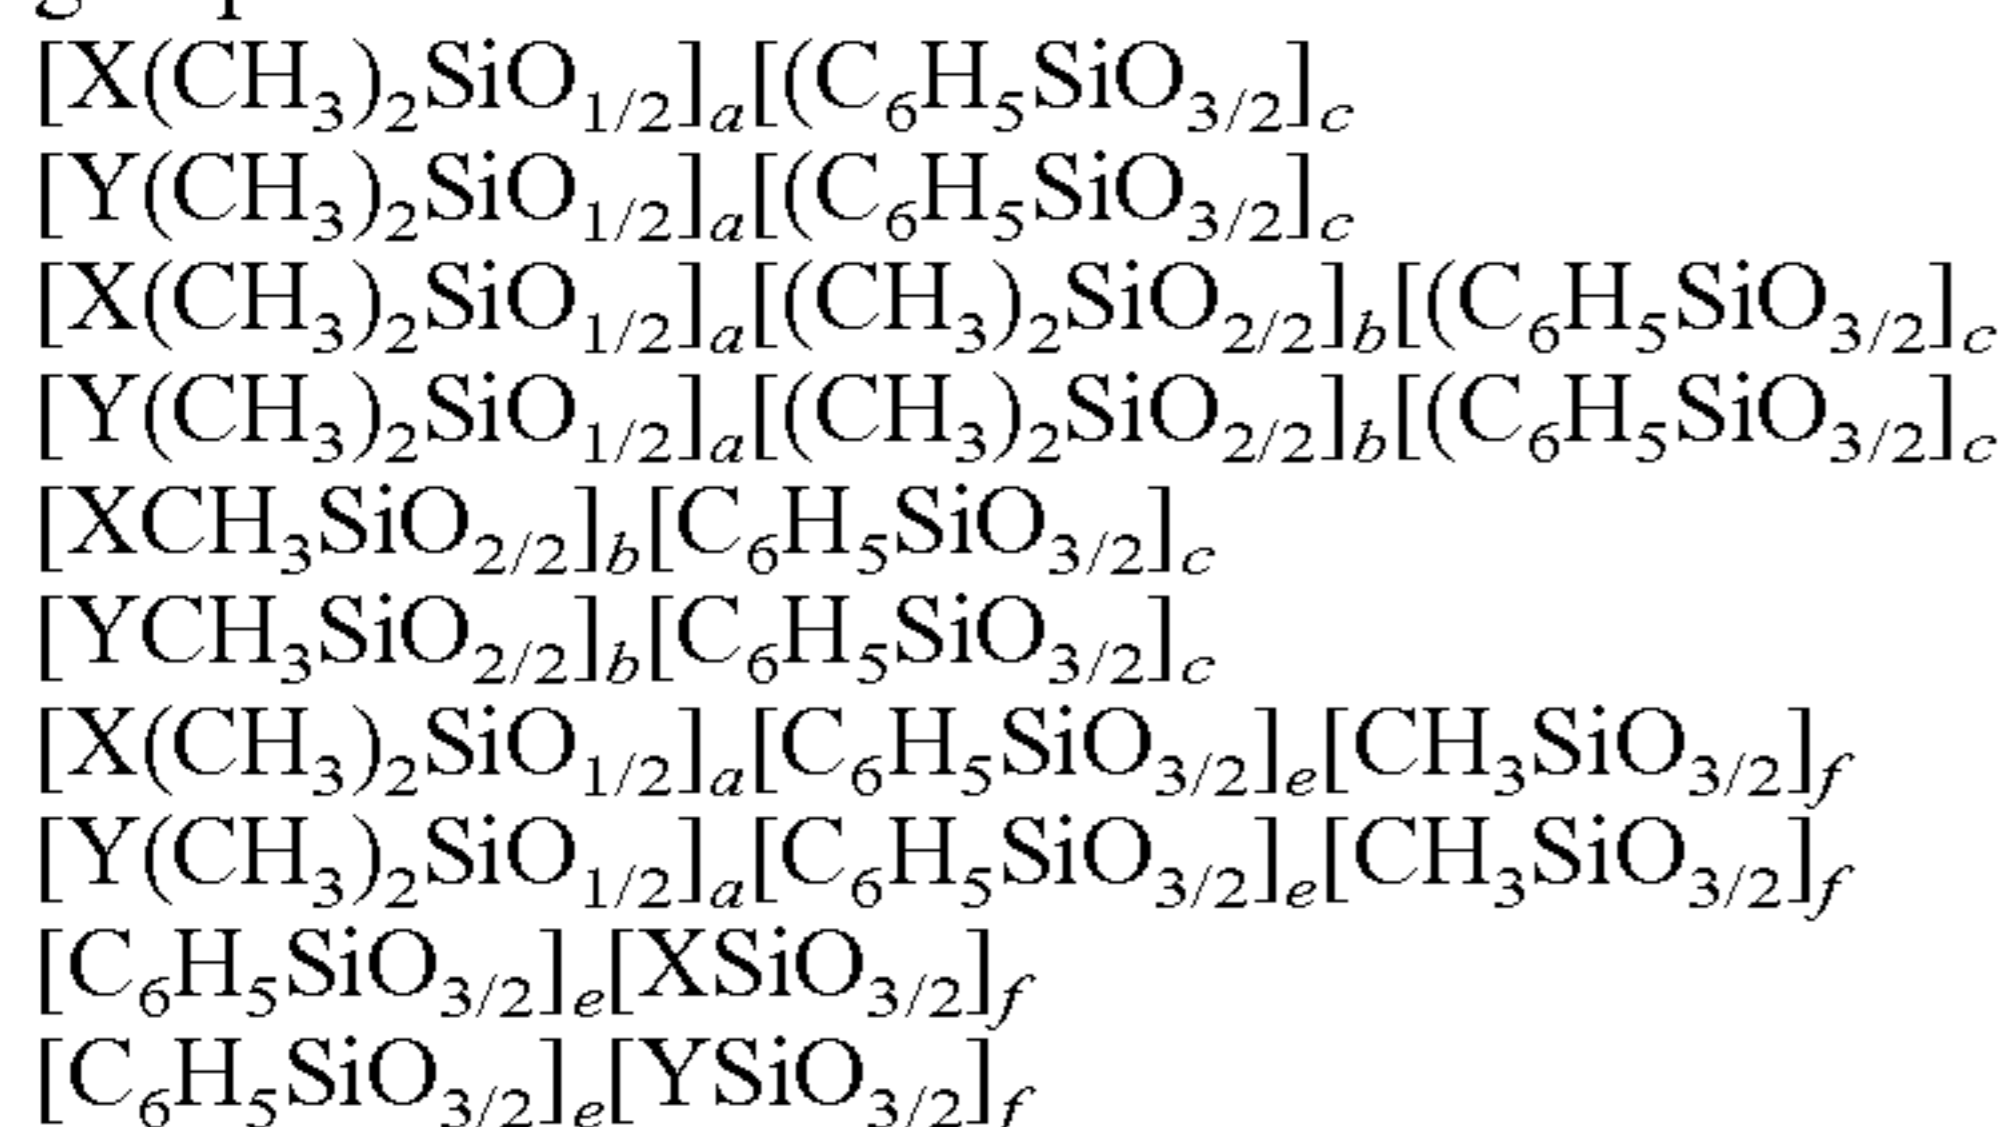 [X(CH₃)₂SiO₁/₂]ₐ[(C₆H₅SiO₃/₂]c
[Y(CH₃)₂SiO₁/₂]ₐ[(C₆H₅SiO₃/₂]c
[X(CH₃)₂SiO₁/₂]ₐ[(CH₃)₂SiO₂/₂]b[(C₆H₅SiO₃/₂]c
[Y(CH₃)₂SiO₁/₂]ₐ[(CH₃)₂SiO₂/₂]b[(C₆H₅SiO₃/₂]c
[XCH₃SiO₂/₂]b[C₆H₅SiO₃/₂]c
[YCH₃SiO₂/₂]b[C₆H₅SiO₃/₂]c
[X(CH₃)₂SiO₁/₂]ₐ[C₆H₅SiO₃/₂]ₑ[CH₃SiO₃/₂]f
[Y(CH₃)₂SiO₁/₂]ₐ[C₆H₅SiO₃/₂]ₑ[CH₃SiO₃/₂]f
[C₆H₅SiO₃/₂]ₑ[XSiO₃/₂]f
[C₆H₅SiO₃/₂]ₑ[YSiO₃/₂]f